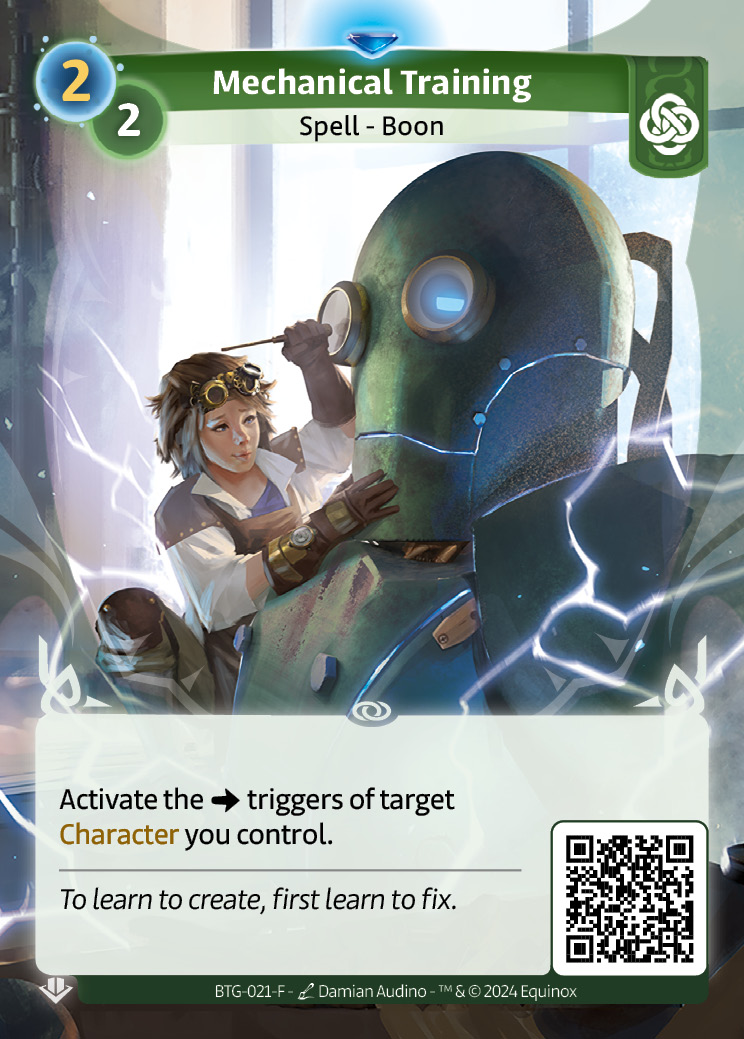 2
Mechanical Training
2
Spell - Boon
Activate the ➔ triggers of target
Character you control.
To learn to create, first learn to fix.
BTG-021-F - Damian Audino - ™ & © 2024 Equinox